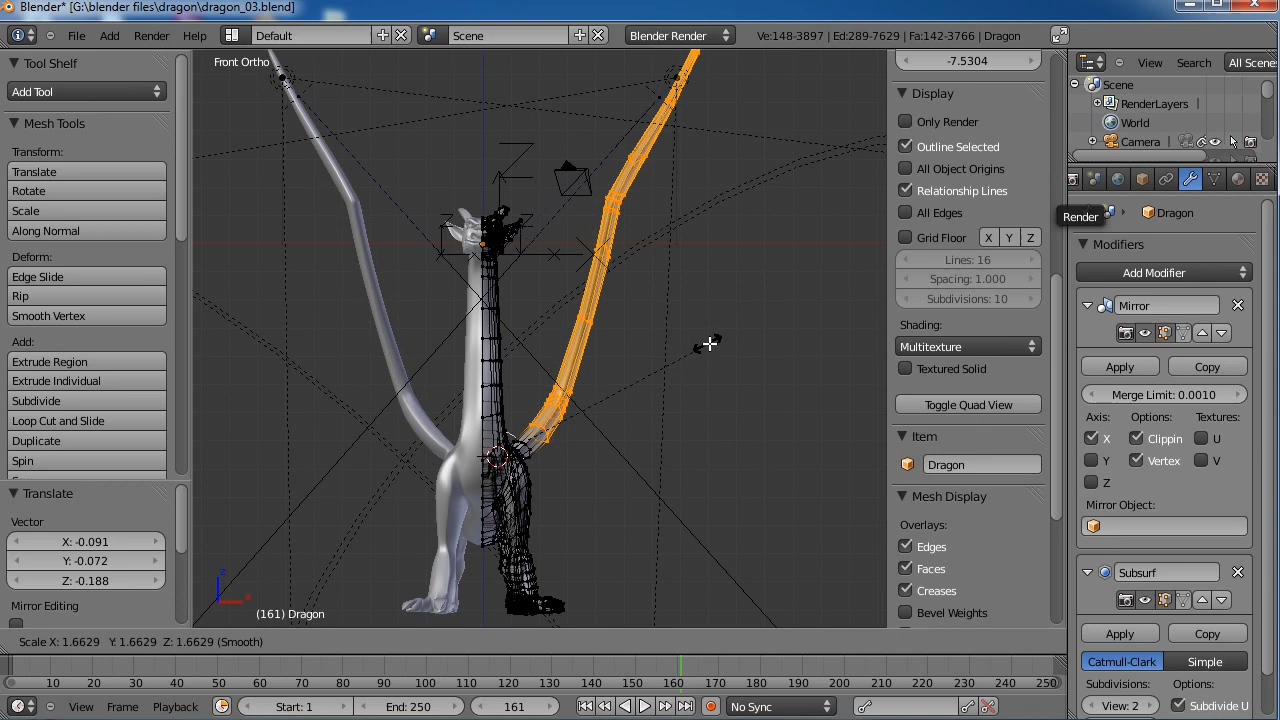 Blender* [G:\blender files\dragon\dragon_03.blend]
File Add Render Help Default Scene Blender Render Ve:148-3897 | Ed:289-7629 | Fa:142-3766 | Dragon
Tool Shelf
Add Tool
Mesh Tools
Transform:
Translate
Rotate
Scale
Along Normal
Deform:
Edge Slide
Rip
Smooth Vertex
Add:
Extrude Region
Extrude Individual
Subdivide
Loop Cut and Slide
Duplicate
Spin
Translate
Vector
X: -0.091
Y: -0.072
Z: -0.188
Mirror Editing
Front Ortho
(161) Dragon
Scale X: 1.6629 Y: 1.6629 Z: 1.6629 (Smooth)
-7.5304
Display
Only Render
Outline Selected
All Object Origins
Relationship Lines
All Edges
Grid Floor X Y Z
Lines: 16
Spacing: 1.000
Subdivisions: 10
Shading:
Multitexture
Textured Solid
Toggle Quad View
Item
Dragon
Mesh Display
Overlays:
Edges
Faces
Creases
Bevel Weights
View Search All Scene
Scene
RenderLayers
World
Camera
Render
Dragon
Modifiers
Add Modifier
Mirror
Apply Copy
Merge Limit: 0.0010
Axis: Options: Textures:
X Clippin U
Y Vertex V
Z
Mirror Object:
Subsurf
Apply Copy
Catmull-Clark Simple
Subdivisions: Options:
View: 2 Subdivide U
10 20 30 40 50 60 70 80 90 100 110 120 130 140 150 160 170 180 190 200 210 220 230 240 250
View Frame Playback Start: 1 End: 250 161 No Sync